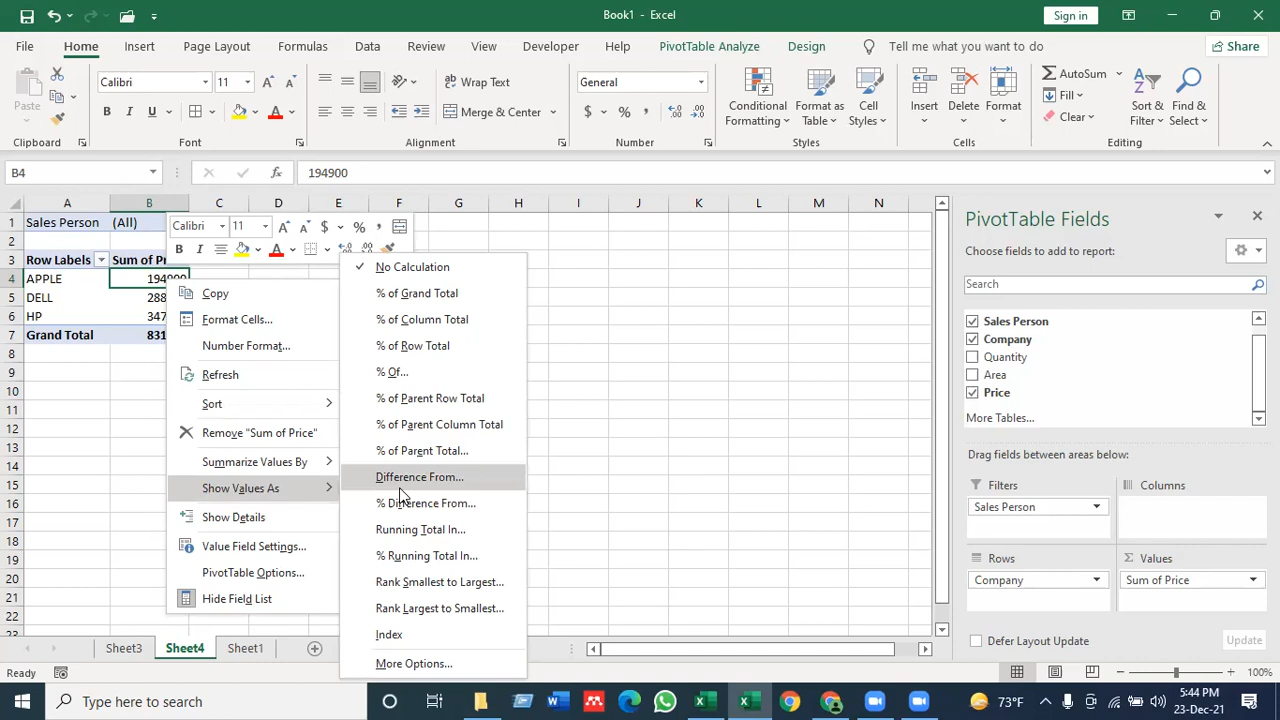 Book1 - Excel
Sign in
File Home Insert Page Layout Formulas Data Review View Developer Help PivotTable Analyze Design Tell me what you want to do Share
Paste
Clipboard
Calibri 11
B I U
Font
Wrap Text
Merge & Center
Alignment
General
$ % ,
Number
Conditional Formatting
Format as Table
Cell Styles
Styles
Insert Delete Format
Cells
AutoSum
Fill
Clear
Sort & Filter
Find & Select
Editing
B4
fx
194900
A B C D E F G H I J K L M N
1 Sales Person (All)
2
3 Row Labels Sum of Pr
4 APPLE 194900
5 DELL 288
6 HP 347
7 Grand Total 831
8
9
10
11
12
13
14
15
16
17
18
19
20
21
22
23
Calibri 11 $ % ,
B I
Copy
Format Cells...
Number Format...
Refresh
Sort
Remove "Sum of Price"
Summarize Values By
Show Values As
Show Details
Value Field Settings...
PivotTable Options...
Hide Field List
No Calculation
% of Grand Total
% of Column Total
% of Row Total
% Of...
% of Parent Row Total
% of Parent Column Total
% of Parent Total...
Difference From...
% Difference From...
Running Total In...
% Running Total In...
Rank Smallest to Largest...
Rank Largest to Smallest...
Index
More Options...
PivotTable Fields
Choose fields to add to report:
Search
Sales Person
Company
Quantity
Area
Price
More Tables...
Drag fields between areas below:
Filters
Sales Person
Columns
Rows
Company
Values
Sum of Price
Defer Layout Update
Update
Sheet3 Sheet4 Sheet1
Ready
100%
Type here to search
73°F
5:44 PM
23-Dec-21